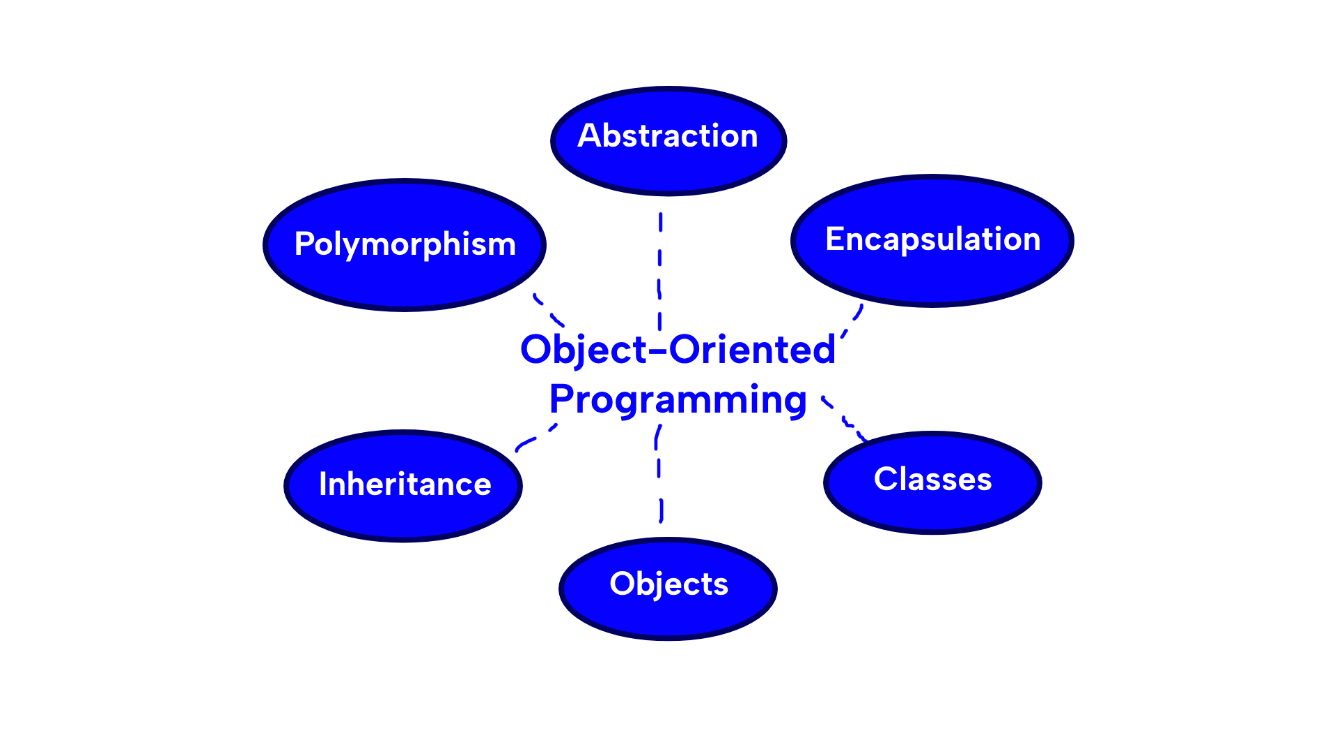 Abstraction
Polymorphism
Encapsulation
Object-Oriented
Programming
Inheritance
Classes
Objects